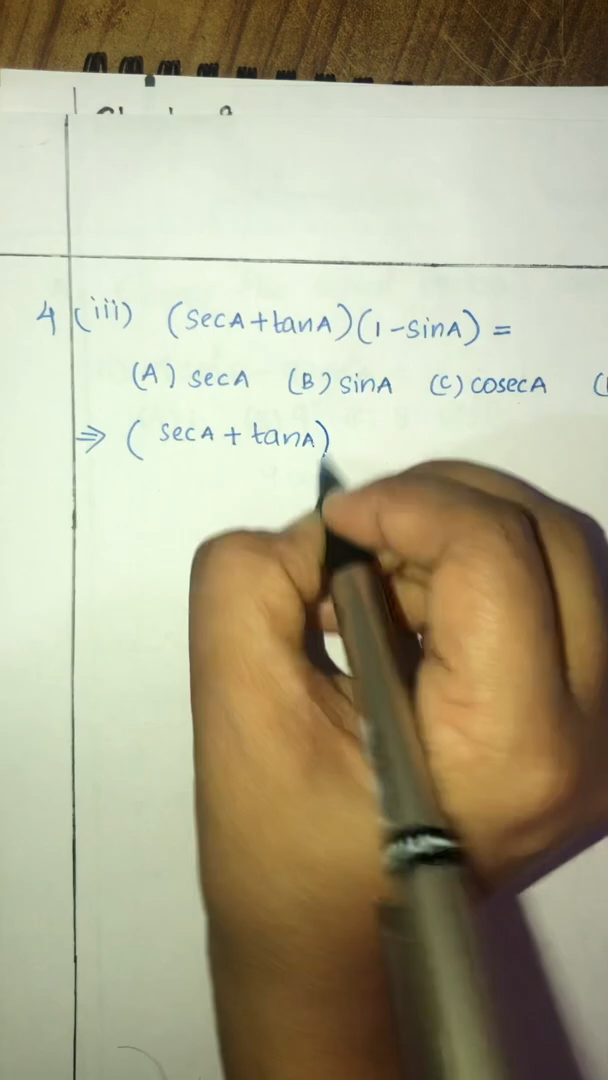 4 (iii) (secA+tanA)(1-sinA) =
(A) secA (B) sinA (C) cosecA (
⇒ (secA + tanA)